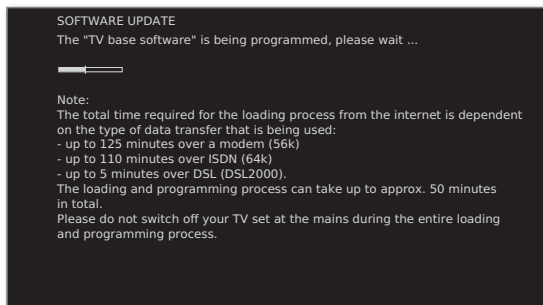 SOFTWARE UPDATE
The "TV base software" is being programmed, please wait ...
Note:
The total time required for the loading process from the internet is dependent
on the type of data transfer that is being used:
- up to 125 minutes over a modem (56k)
- up to 110 minutes over ISDN (64k)
- up to 5 minutes over DSL (DSL2000).
The loading and programming process can take up to approx. 50 minutes
in total.
Please do not switch off your TV set at the mains during the entire loading
and programming process.